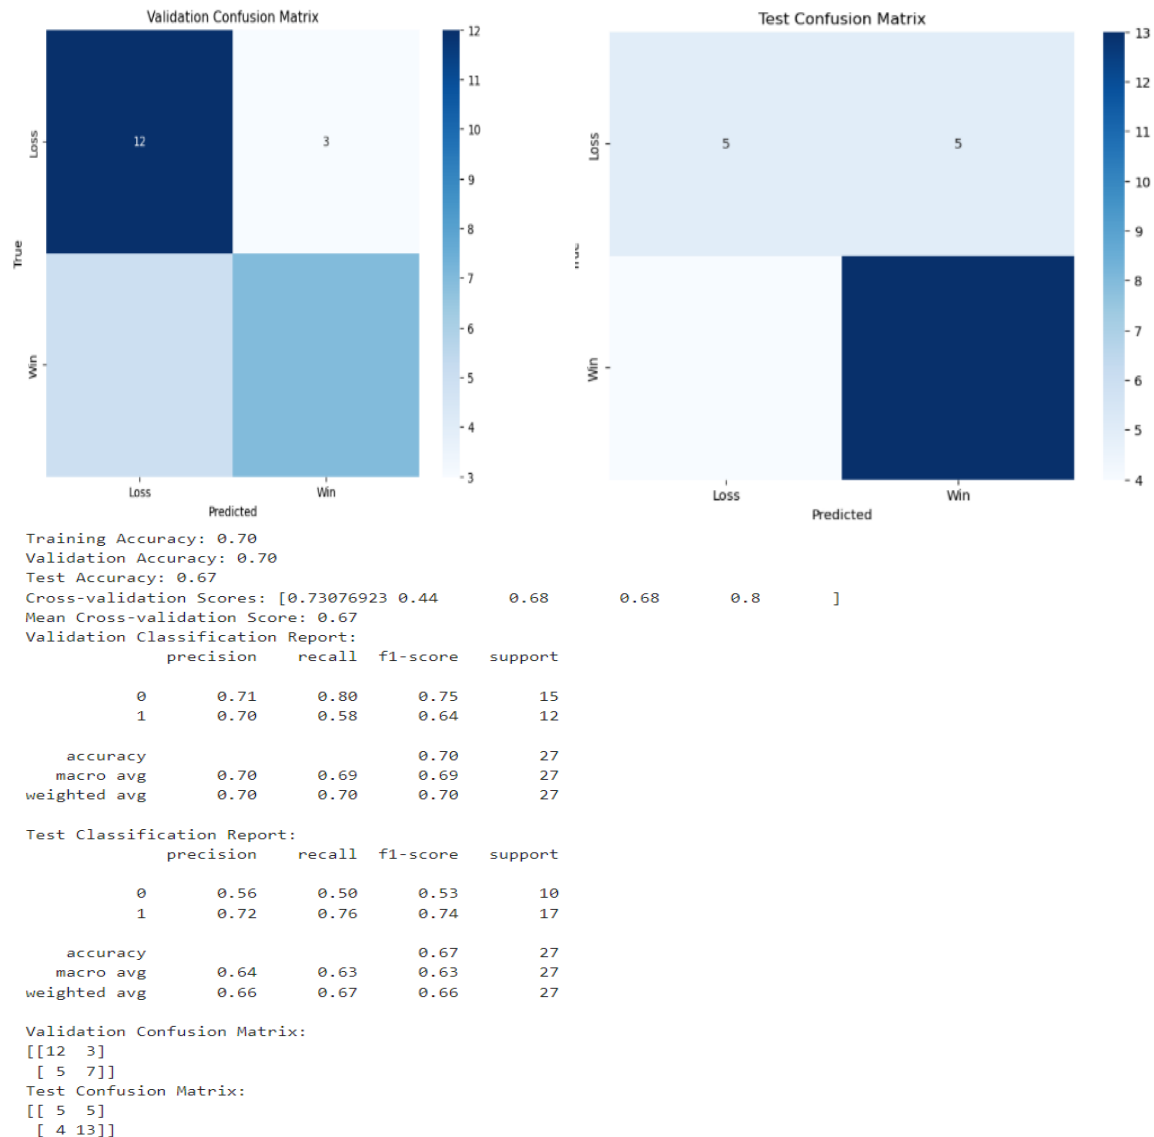 Validation Confusion Matrix
12
3
Loss
Win
True
Loss
Win
Predicted
12
11
10
9
8
7
6
5
4
3
Test Confusion Matrix
5
5
Loss
Win
Loss
Win
Predicted
13
12
11
10
9
8
7
6
5
4
Training Accuracy: 0.70
Validation Accuracy: 0.70
Test Accuracy: 0.67
Cross-validation Scores: [0.73076923 0.44 0.68 0.68 0.8 ]
Mean Cross-validation Score: 0.67
Validation Classification Report:
precision recall f1-score support
0 0.71 0.80 0.75 15
1 0.70 0.58 0.64 12
accuracy 0.70 27
macro avg 0.70 0.69 0.69 27
weighted avg 0.70 0.70 0.70 27
Test Classification Report:
precision recall f1-score support
0 0.56 0.50 0.53 10
1 0.72 0.76 0.74 17
accuracy 0.67 27
macro avg 0.64 0.63 0.63 27
weighted avg 0.66 0.67 0.66 27
Validation Confusion Matrix:
[[12 3]
[ 5 7]]
Test Confusion Matrix:
[[ 5 5]
[ 4 13]]